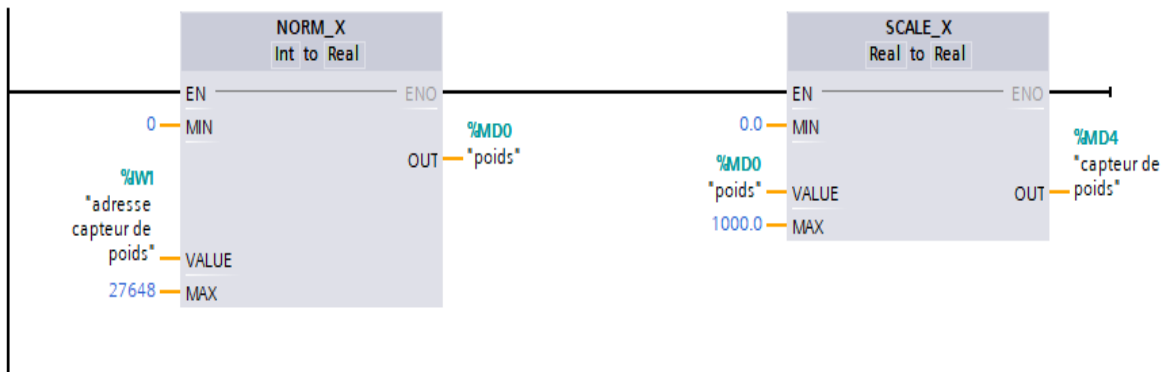 NORM_X
Int to Real
EN
ENO
0
MIN
%MD0
"poids"
OUT
%IW1
"adresse
capteur de
poids"
VALUE
27648
MAX
SCALE_X
Real to Real
EN
ENO
0.0
MIN
%MD4
"capteur de
poids"
OUT
%MD0
"poids"
VALUE
1000.0
MAX